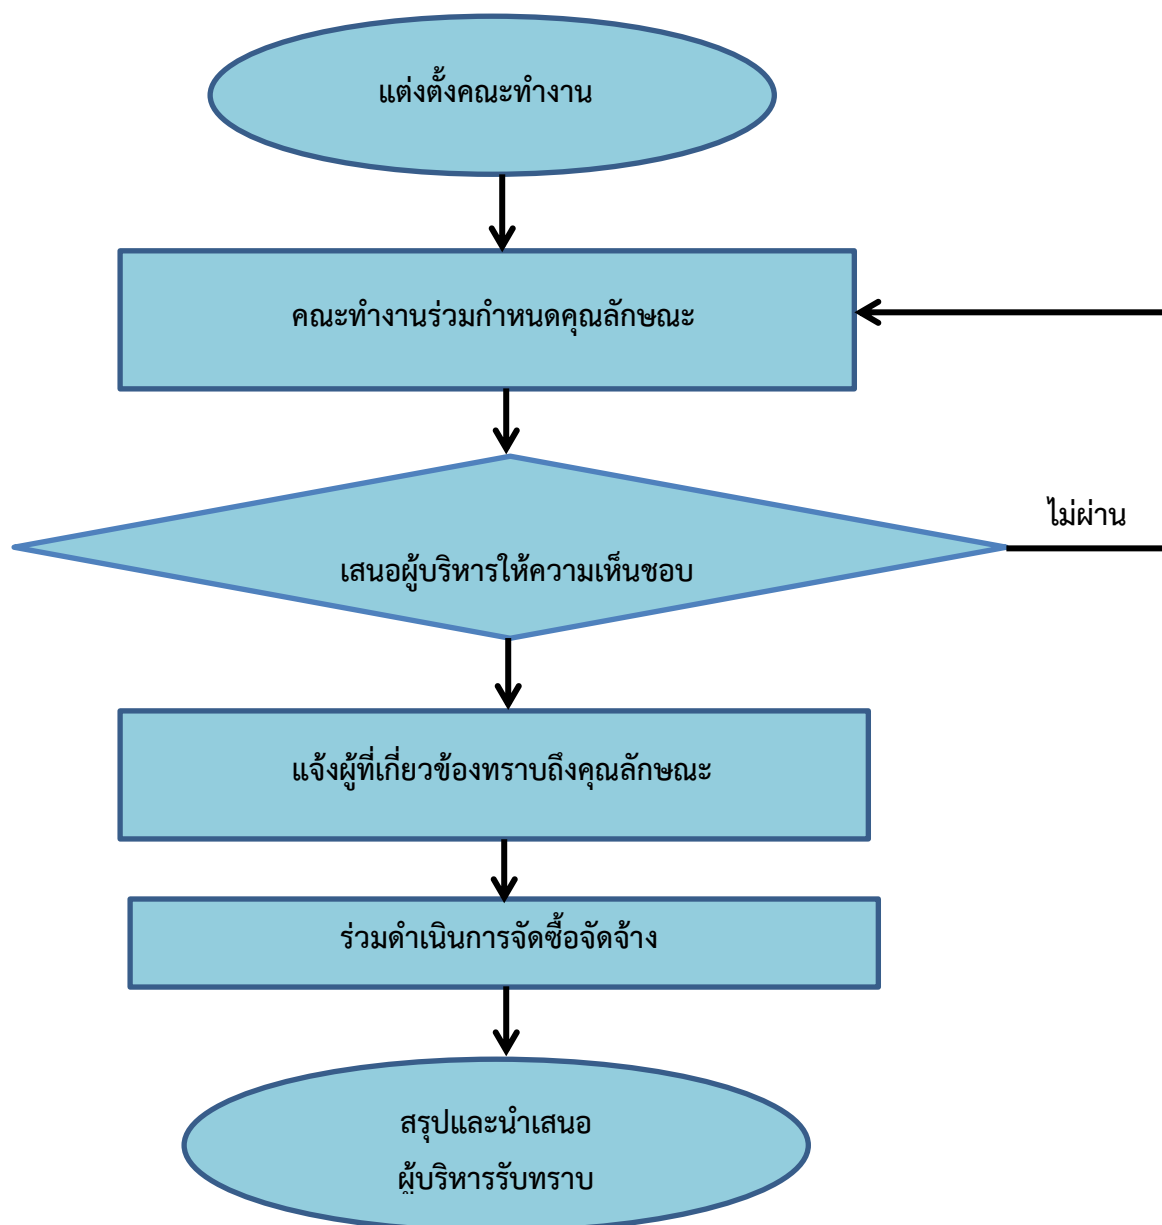 แต่งตั้งคณะทำงาน
คณะทำงานร่วมกำหนดคุณลักษณะ
ไม่ผ่าน
เสนอผู้บริหารให้ความเห็นชอบ
แจ้งผู้ที่เกี่ยวข้องทราบถึงคุณลักษณะ
ร่วมดำเนินการจัดซื้อจัดจ้าง
สรุปและนำเสนอ
ผู้บริหารรับทราบ